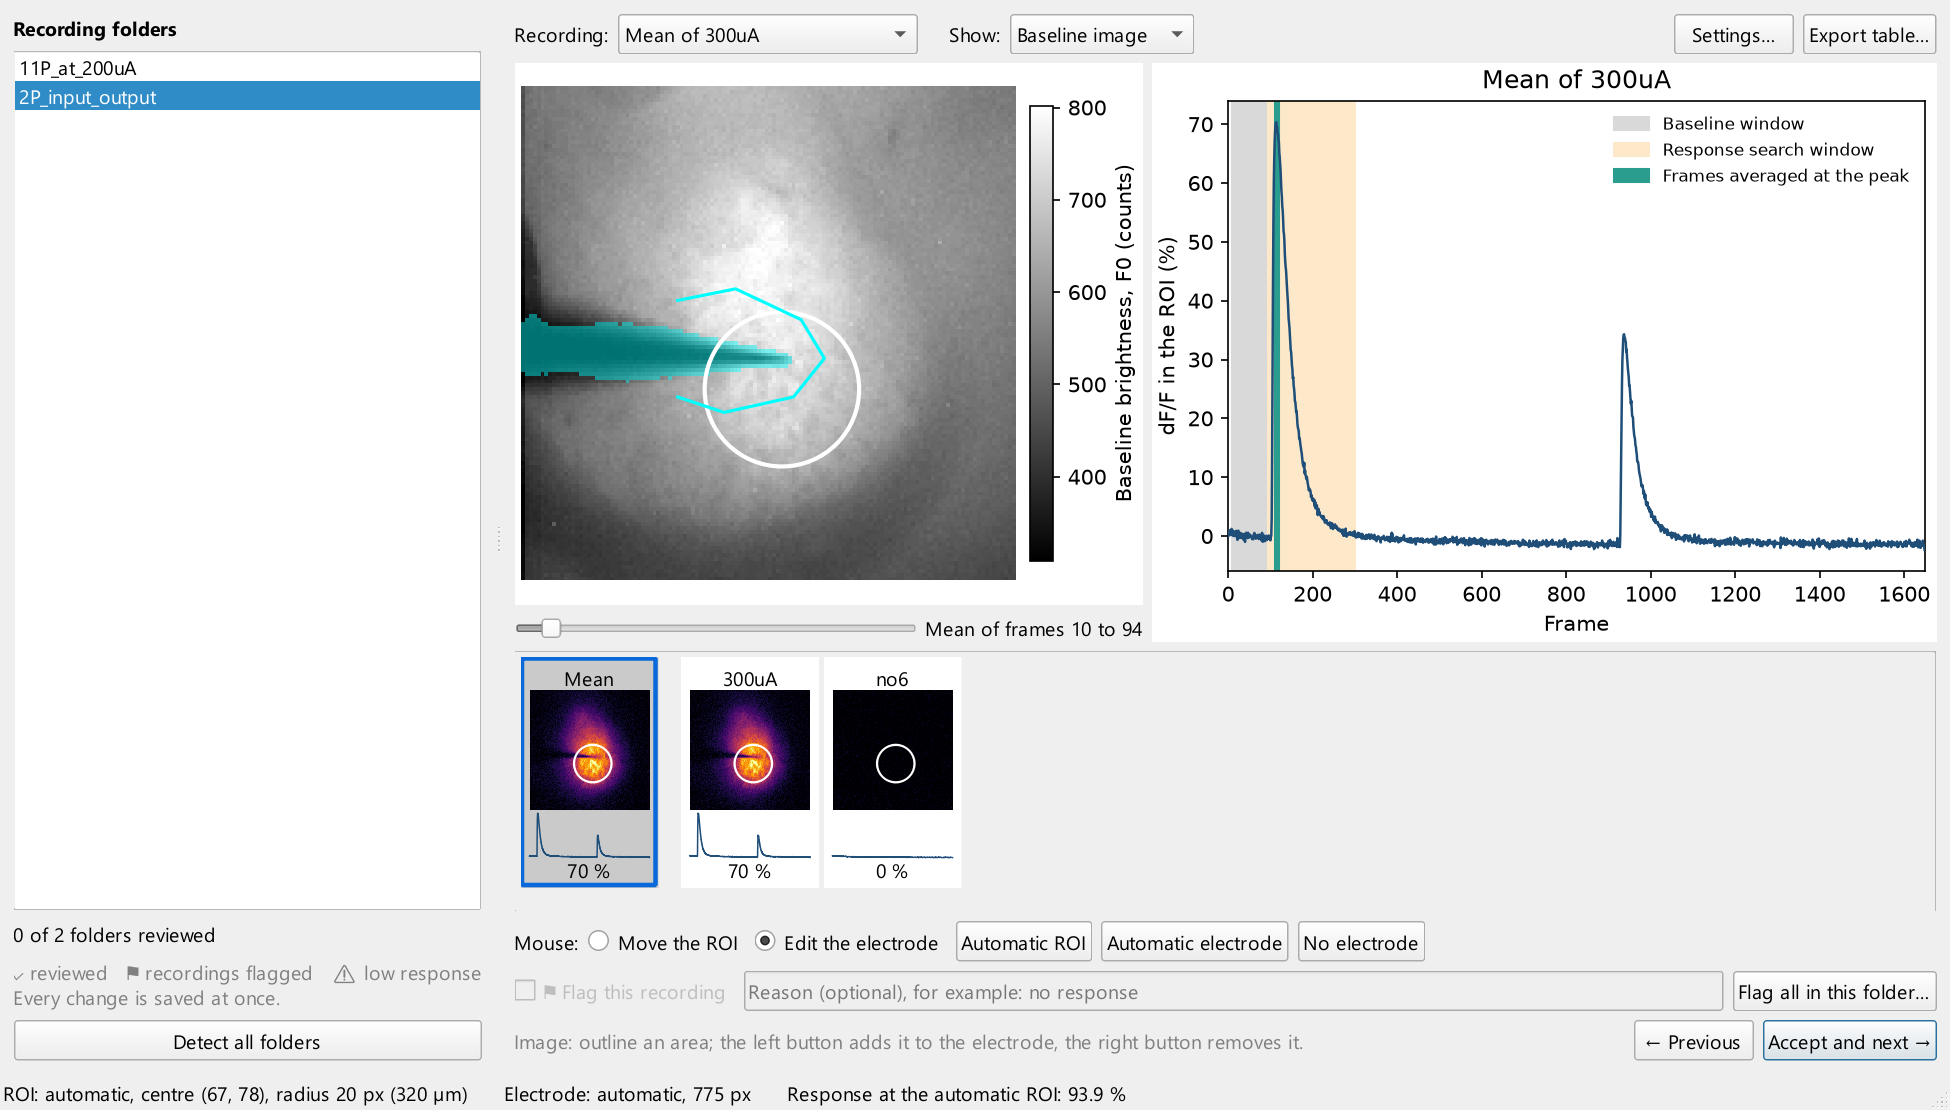 Recording folders
11P_at_200uA
2P_input_output
0 of 2 folders reviewed
✓ reviewed ⚑ recordings flagged ⚠ low response
Every change is saved at once.
Detect all folders
Recording: Mean of 300uA Show: Baseline image
Settings... Export table...
800
700
600
500
400
Baseline brightness, F0 (counts)
Mean of frames 10 to 94
Mean of 300uA
Baseline window
Response search window
Frames averaged at the peak
70
60
50
40
30
20
10
0
dF/F in the ROI (%)
0 200 400 600 800 1000 1200 1400 1600
Frame
Mean 300uA no6
70 % 70 % 0 %
Mouse: Move the ROI Edit the electrode Automatic ROI Automatic electrode No electrode
⚑ Flag this recording Reason (optional), for example: no response Flag all in this folder...
Image: outline an area; the left button adds it to the electrode, the right button removes it. ← Previous Accept and next →
ROI: automatic, centre (67, 78), radius 20 px (320 µm) Electrode: automatic, 775 px Response at the automatic ROI: 93.9 %